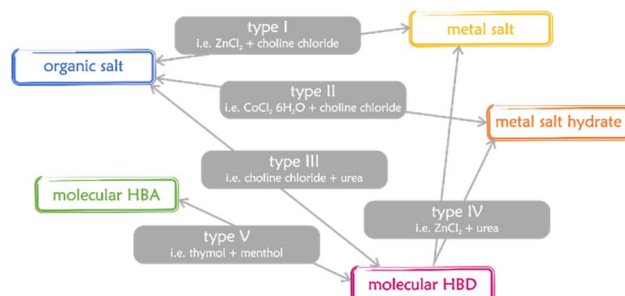 type I
i.e. ZnCl₂ + choline chloride
metal salt
organic salt
type II
i.e. CoCl₂ 6H₂O + choline chloride
metal salt hydrate
type III
i.e. choline chloride + urea
molecular HBA
type IV
i.e. ZnCl₂ + urea
type V
i.e. thymol + menthol
molecular HBD